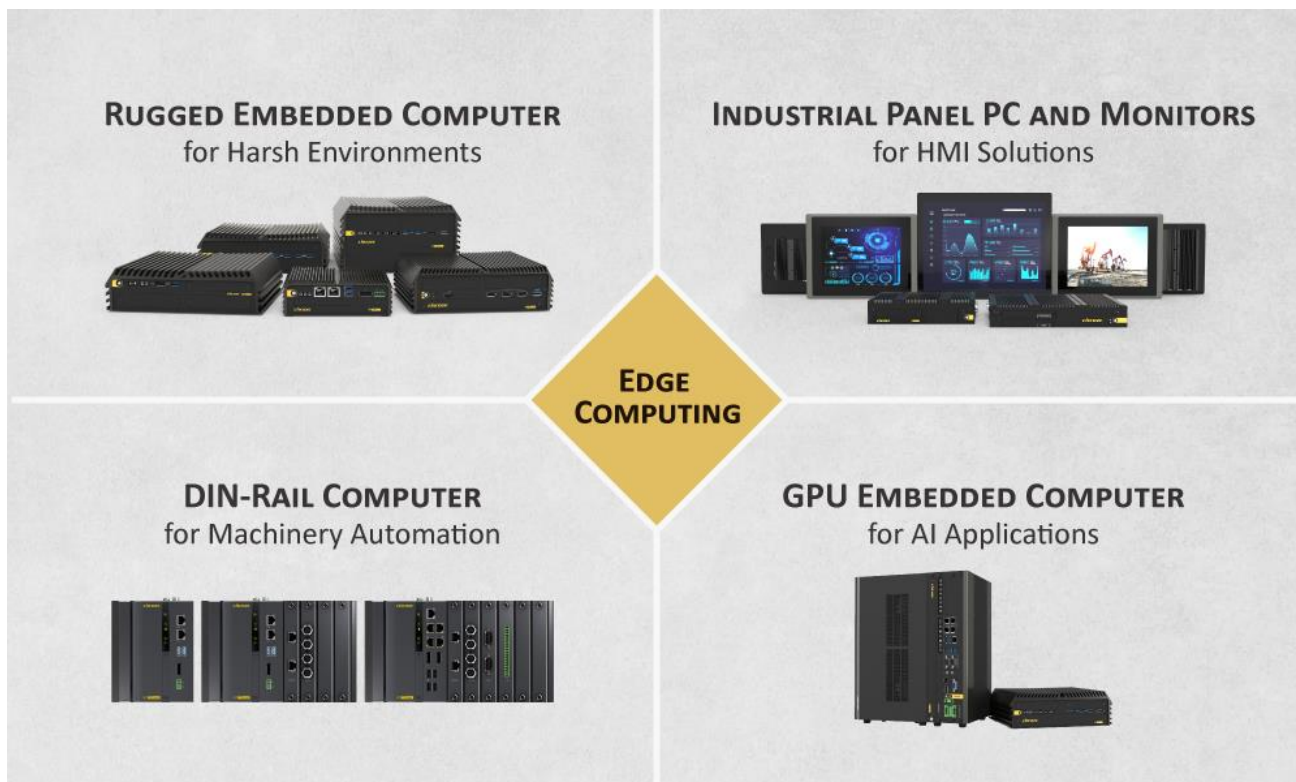 RUGGED EMBEDDED COMPUTER
for Harsh Environments
INDUSTRIAL PANEL PC AND MONITORS
for HMI Solutions
EDGE
COMPUTING
DIN-RAIL COMPUTER
for Machinery Automation
GPU EMBEDDED COMPUTER
for AI Applications